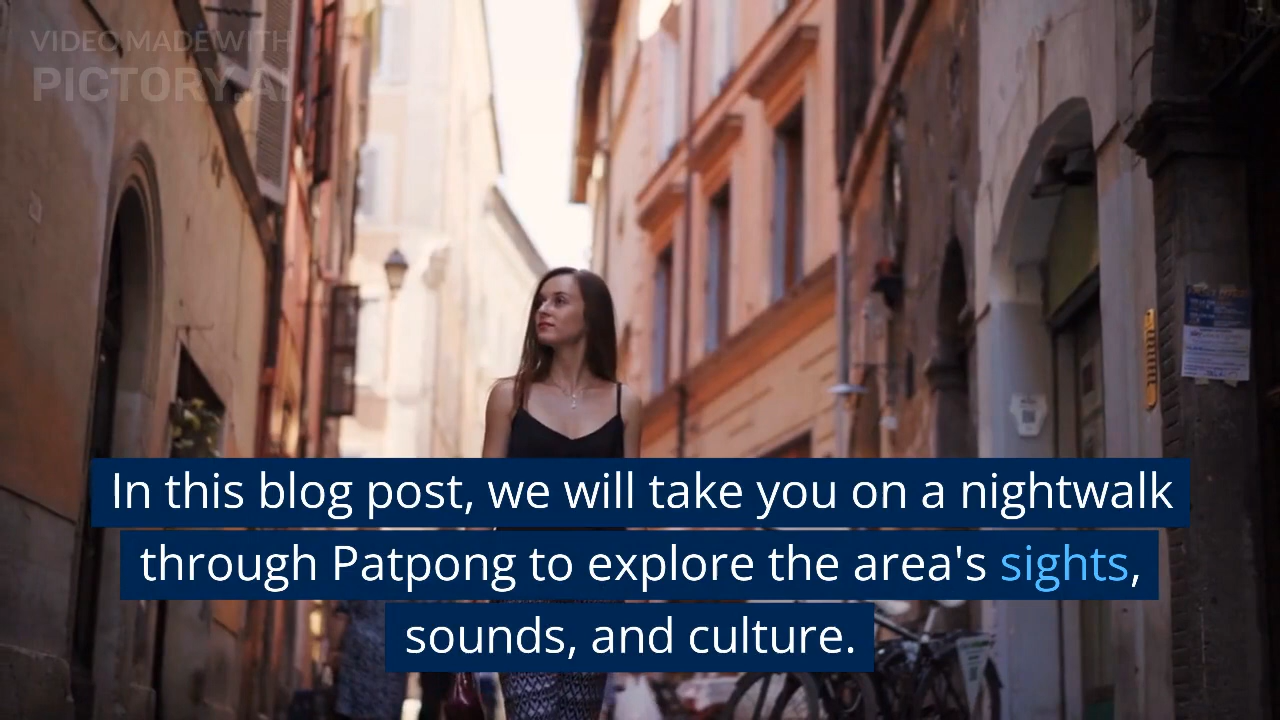 VIDEO MADE WITH
PICTORY.AI
In this blog post, we will take you on a nightwalk
through Patpong to explore the area's sights,
sounds, and culture.